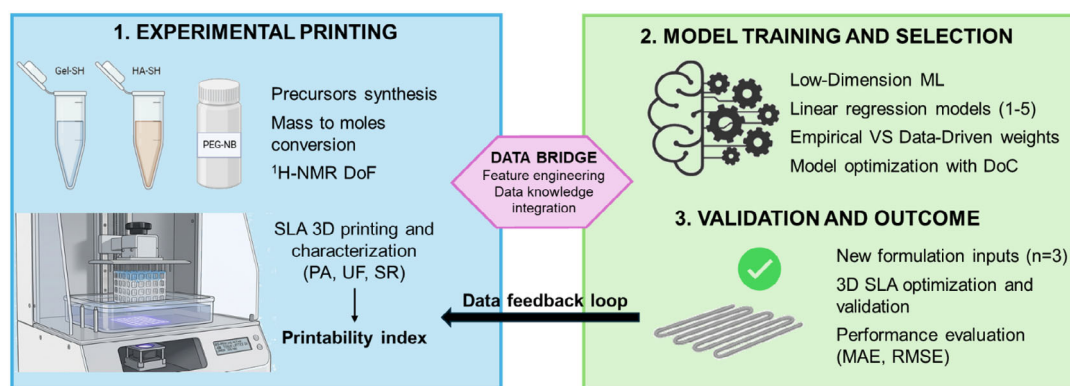 1. EXPERIMENTAL PRINTING
Gel-SH
HA-SH
PEG-NB
Precursors synthesis
Mass to moles
conversion
¹H-NMR DoF
SLA 3D printing and
characterization
(PA, UF, SR)
Printability index
DATA BRIDGE
Feature engineering
Data knowledge
integration
Data feedback loop
2. MODEL TRAINING AND SELECTION
Low-Dimension ML
Linear regression models (1-5)
Empirical VS Data-Driven weights
Model optimization with DoC
3. VALIDATION AND OUTCOME
New formulation inputs (n=3)
3D SLA optimization and
validation
Performance evaluation
(MAE, RMSE)